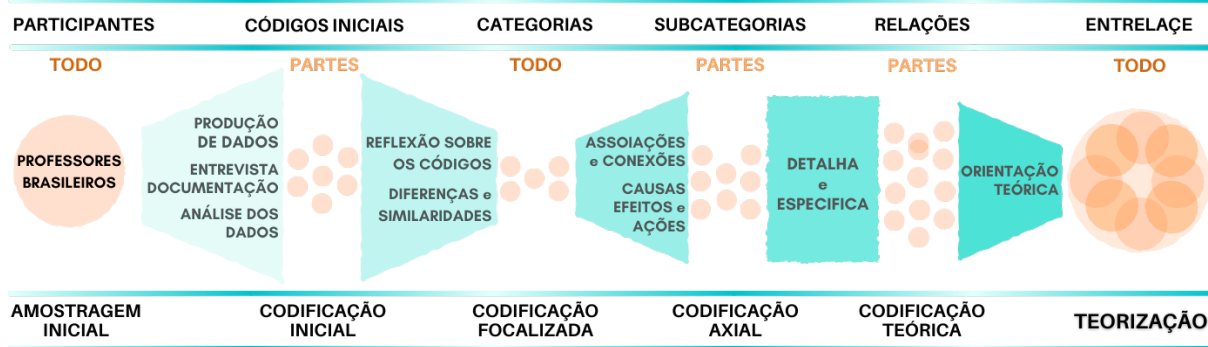 PARTICIPANTES
CÓDIGOS INICIAIS
CATEGORIAS
SUBCATEGORIAS
RELAÇÕES
ENTRELAÇE
TODO
PARTES
TODO
PARTES
PARTES
TODO
PROFESSORES
BRASILEIROS
PRODUÇÃO
DE DADOS
ENTREVISTA
DOCUMENTAÇÃO
ANÁLISE DOS
DADOS
REFLEXÃO SOBRE
OS CÓDIGOS
DIFERENÇAS e
SIMILARIDADES
ASSOIAÇÕES
e CONEXÕES
CAUSAS
EFEITOS e
AÇÕES
DETALHA
e
ESPECIFICA
ORIENTAÇÃO
TEÓRICA
AMOSTRAGEM
INICIAL
CODIFICAÇÃO
INICIAL
CODIFICAÇÃO
FOCALIZADA
CODIFICAÇÃO
AXIAL
CODIFICAÇÃO
TEÓRICA
TEORIZAÇÃO